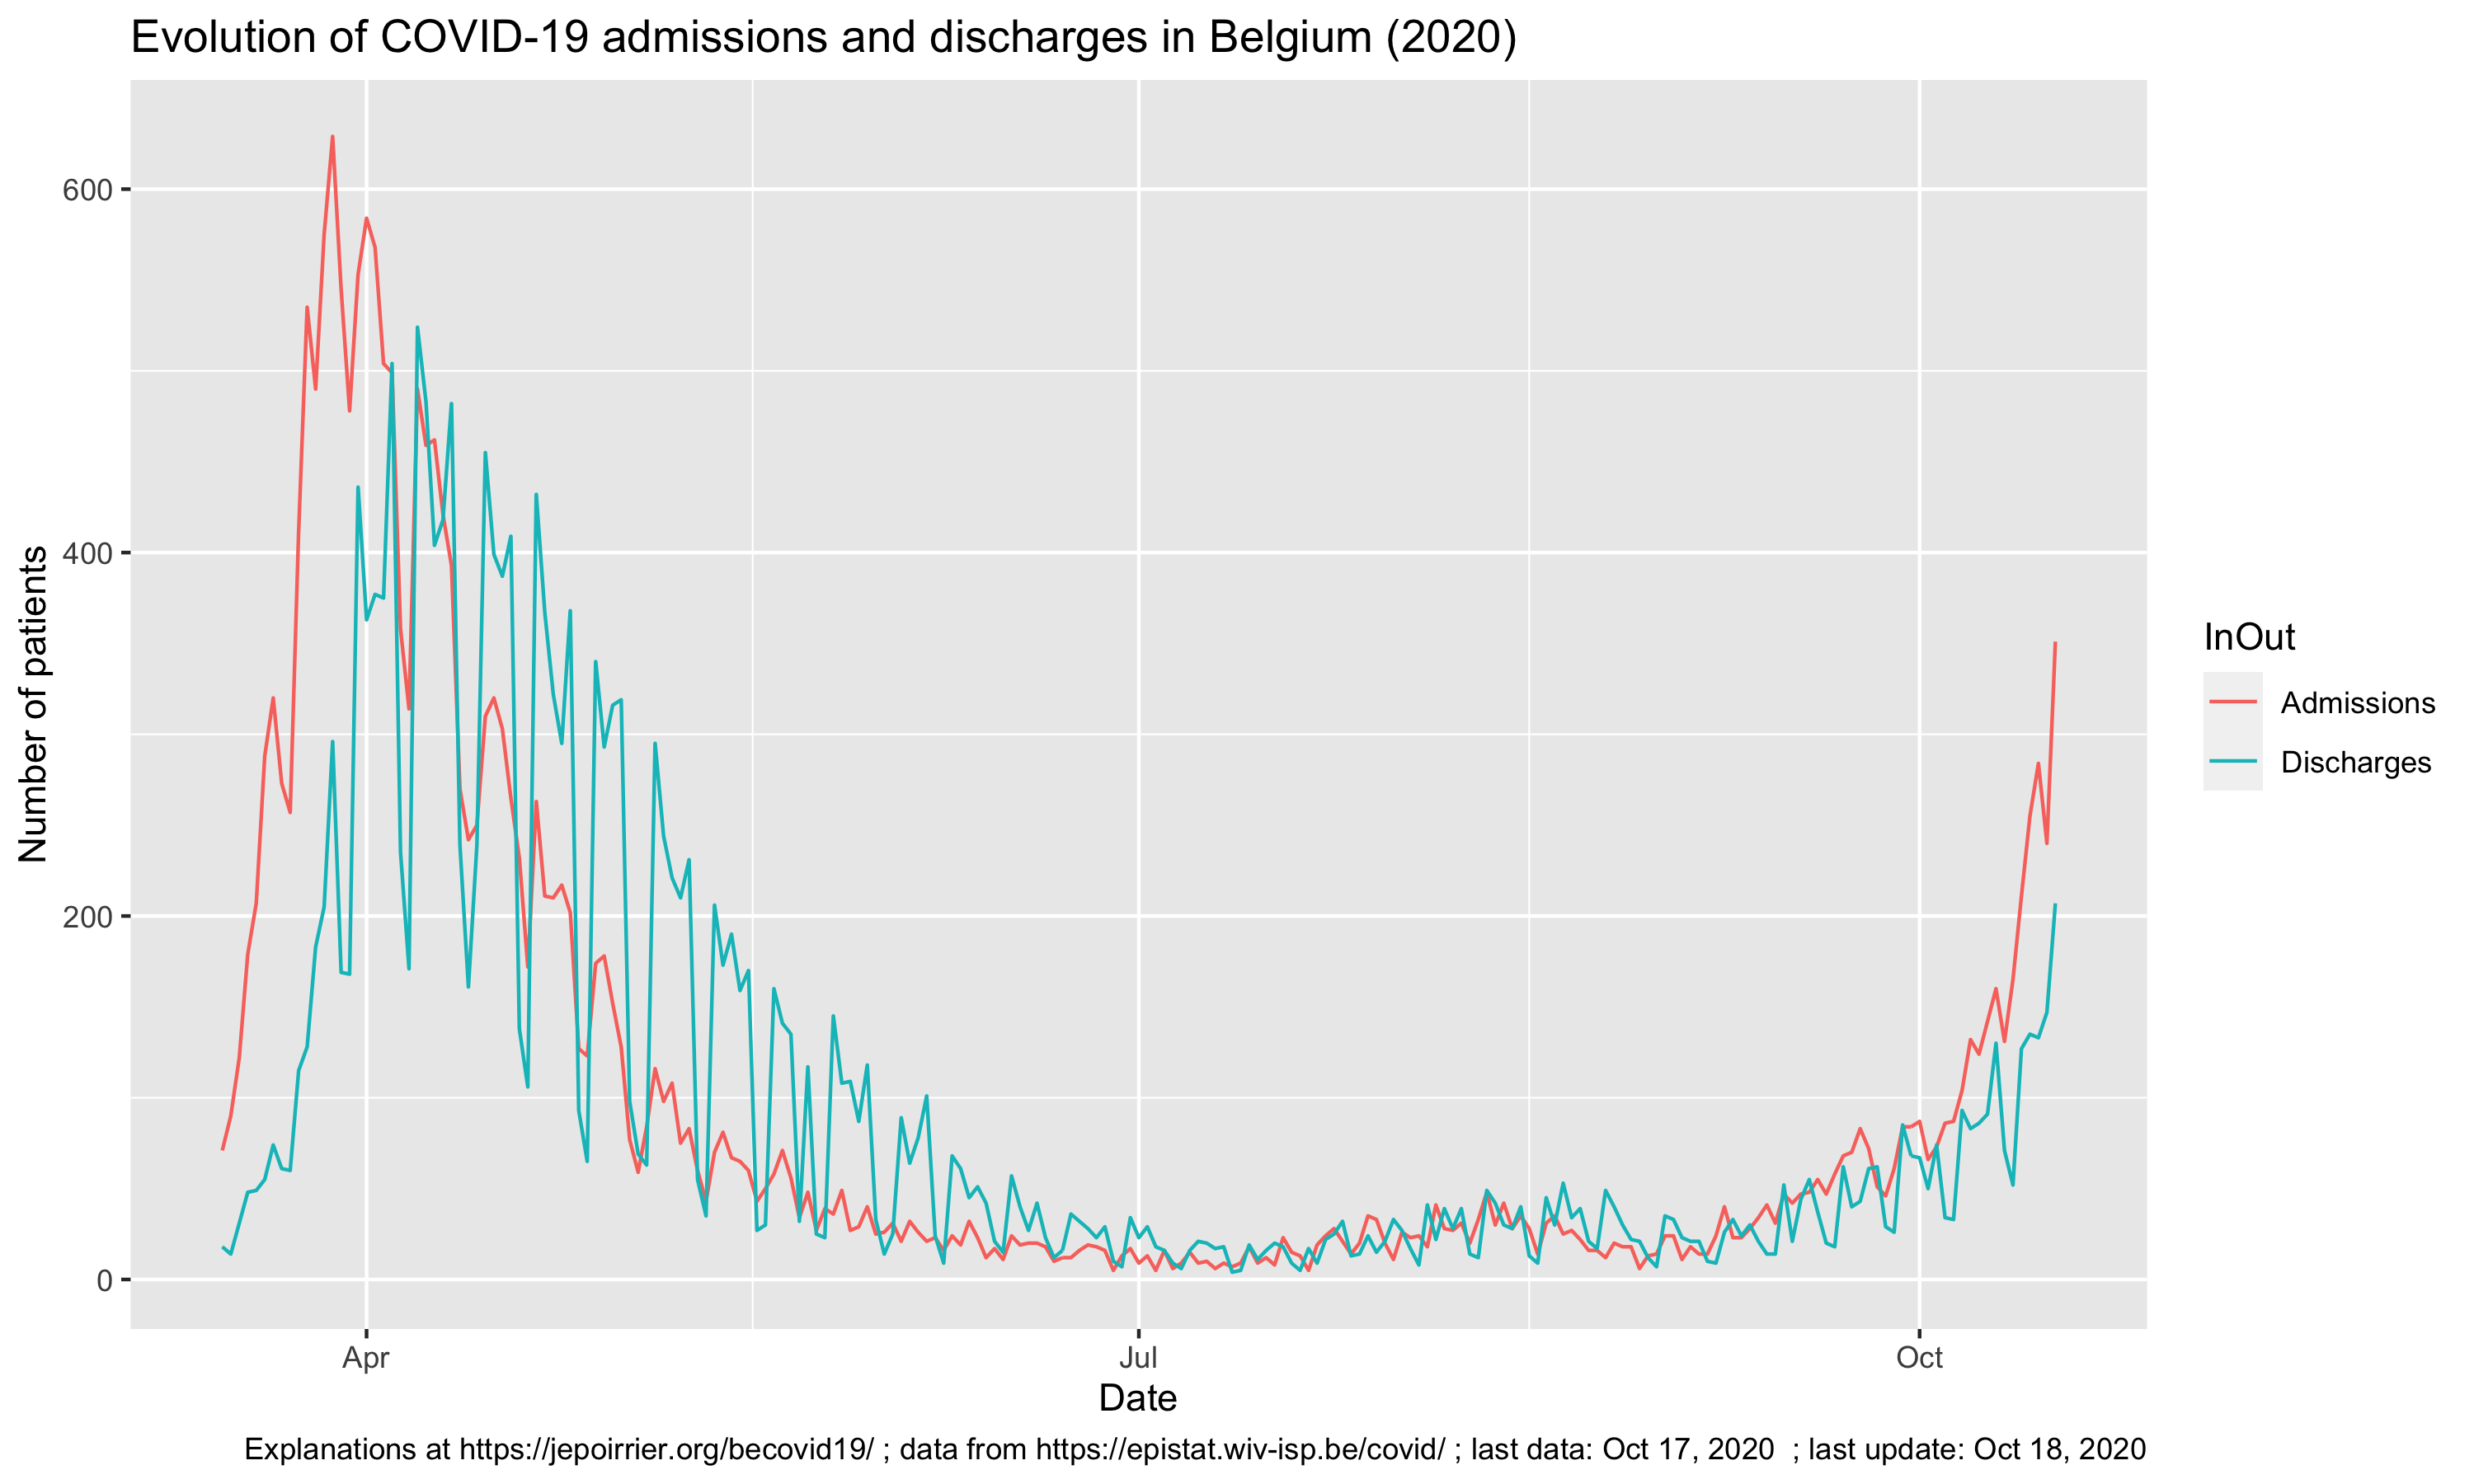 Evolution of COVID-19 admissions and discharges in Belgium (2020)
Number of patients
600
400
200
0
Apr
Jul
Oct
Date
InOut
Admissions
Discharges
Explanations at https://jepoirrier.org/becovid19/ ; data from https://epistat.wiv-isp.be/covid/ ; last data: Oct 17, 2020  ; last update: Oct 18, 2020